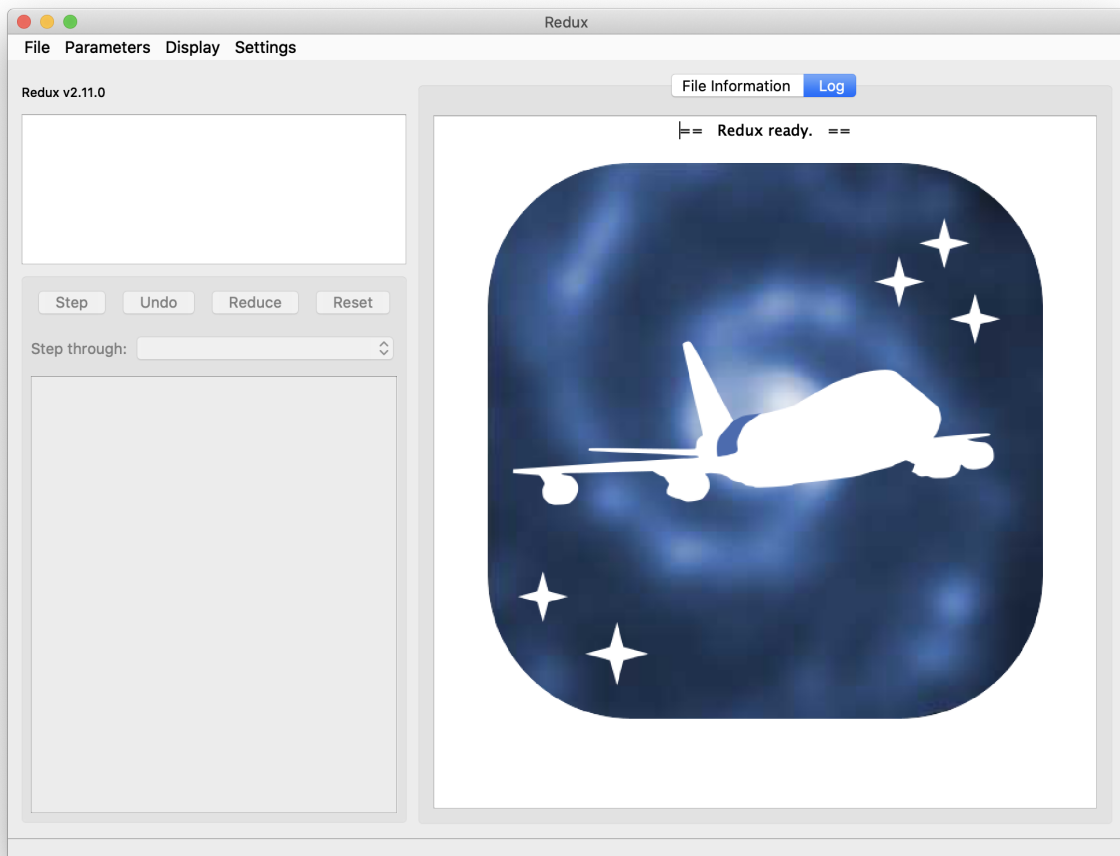 Redux
File Parameters Display Settings
Redux v2.11.0
File Information Log
== Redux ready. ==
Step Undo Reduce Reset
Step through: